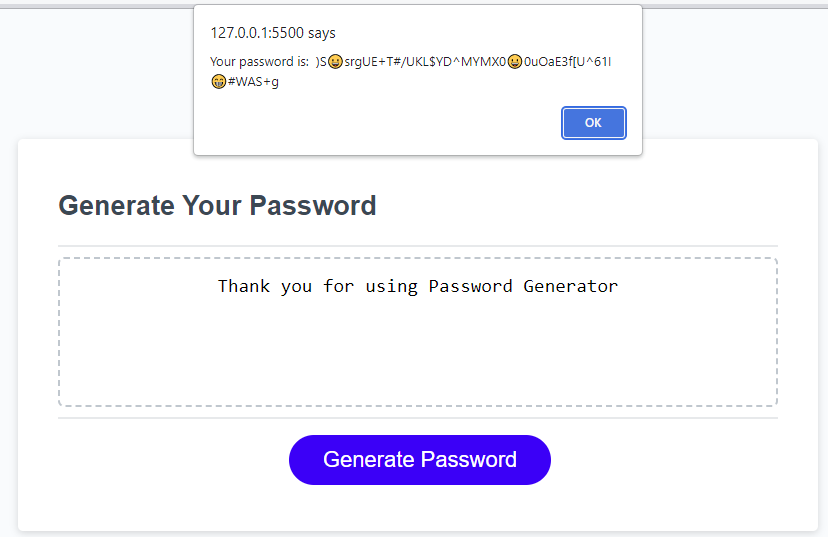 127.0.0.1:5500 says
Your password is:  )S😀srgUE+T#/UKL$YD^MYMX0😀0uOaE3f[U^61I
😁#WAS+g
OK
Generate Your Password
Thank you for using Password Generator
Generate Password